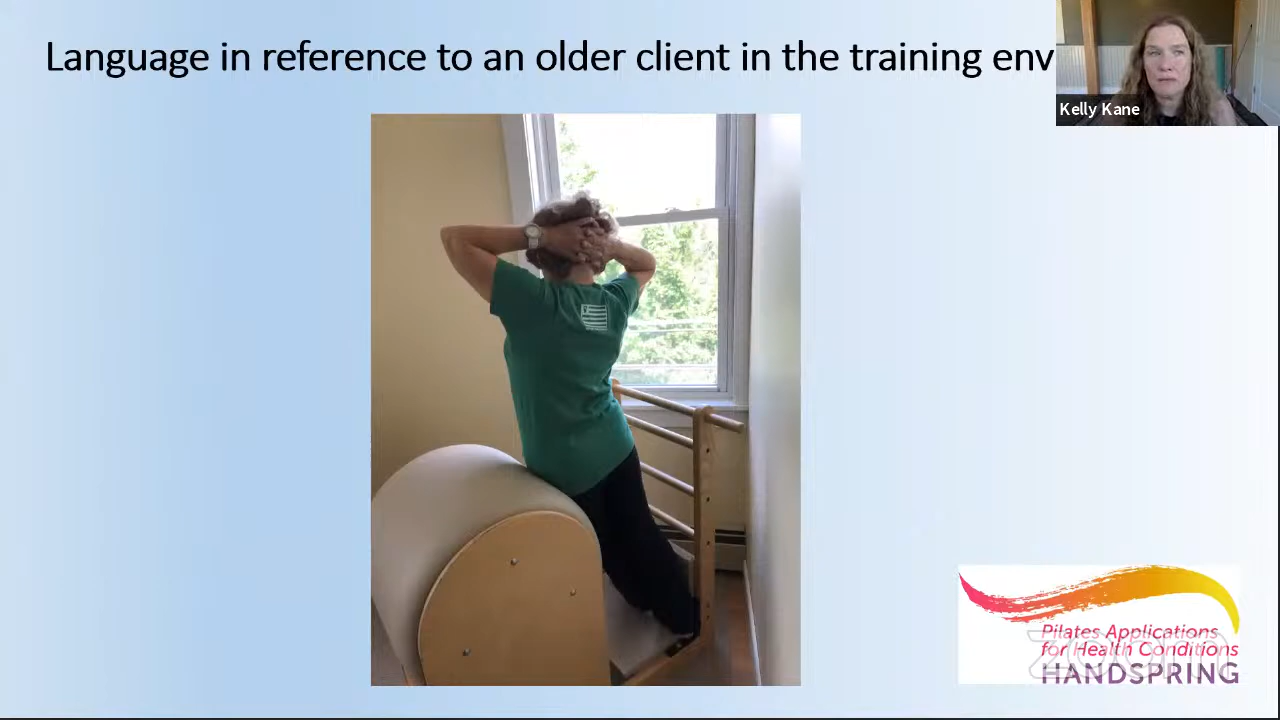 Language in reference to an older client in the training env
Kelly Kane
Pilates Applications
for Health Conditions
HANDSPRING
zoom